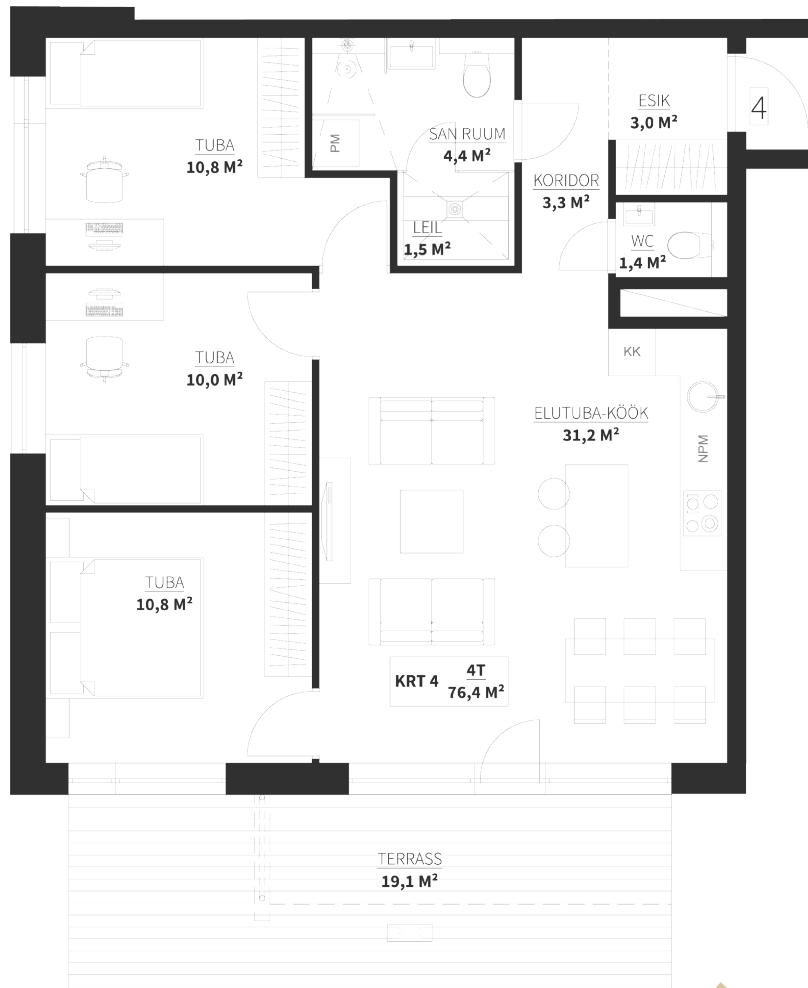 TUBA
10,8 M²
PM
SAN RUUM
4,4 M²
ESIK
3,0 M²
4
KORIDOR
3,3 M²
LEIL
1,5 M²
WC
1,4 M²
TUBA
10,0 M²
KK
ELUTUBA-KÖÖK
31,2 M²
NPM
TUBA
10,8 M²
KRT 4
4T
76,4 M²
TERRASS
19,1 M²